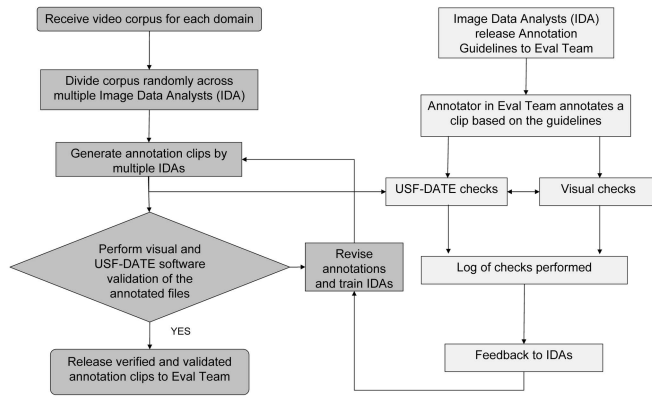 Receive video corpus for each domain
Divide corpus randomly across
multiple Image Data Analysts (IDA)
Generate annotation clips by
multiple IDAs
Perform visual and
USF-DATE software
validation of the
annotated files
YES
Release verified and validated
annotation clips to Eval Team
Revise
annotations
and train IDAs
Image Data Analysts (IDA)
release Annotation
Guidelines to Eval Team
Annotator in Eval Team annotates a
clip based on the guidelines
USF-DATE checks
Visual checks
Log of checks performed
Feedback to IDAs